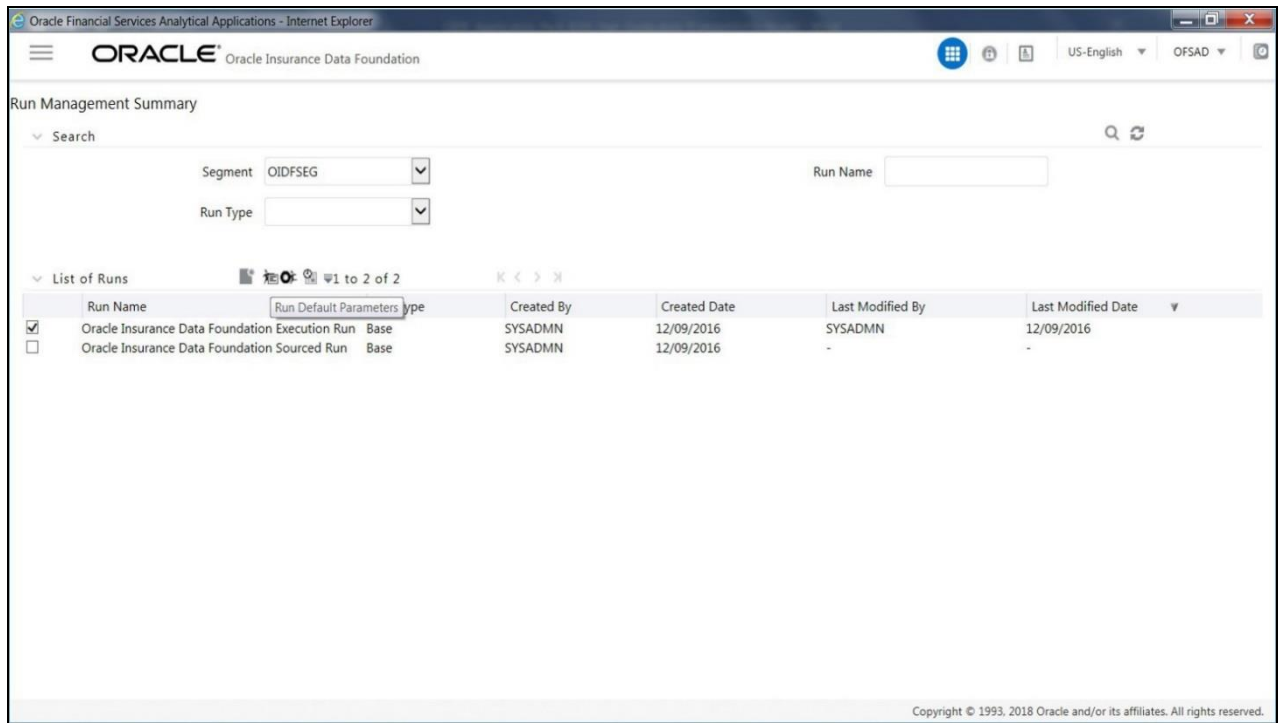 Oracle Financial Services Analytical Applications - Internet Explorer
ORACLE® Oracle Insurance Data Foundation
US-English OFSAD
Run Management Summary
Search
Segment OIDFSEG Run Name
Run Type
List of Runs 1 to 2 of 2
Run Name Run Default Parameters ype Created By Created Date Last Modified By Last Modified Date
Oracle Insurance Data Foundation Execution Run Base SYSADMN 12/09/2016 SYSADMN 12/09/2016
Oracle Insurance Data Foundation Sourced Run Base SYSADMN 12/09/2016 - -
Copyright © 1993, 2018 Oracle and/or its affiliates. All rights reserved.